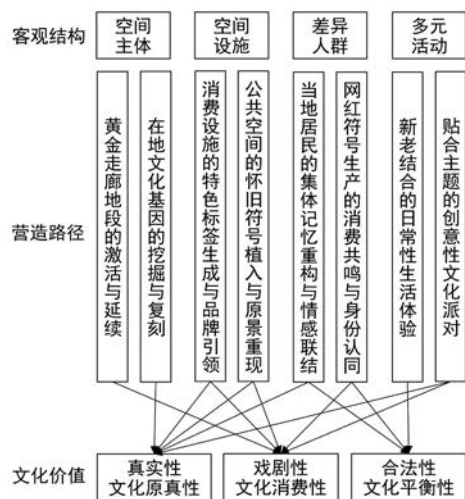 客观结构
空间
主体
空间
设施
差异
人群
多元
活动
营造路径
黄金走廊地段的激活与延续
在地文化基因的挖掘与复刻
消费设施的特色标签生成与品牌引领
公共空间的怀旧符号植入与原景重现
当地居民的集体记忆重构与情感联结
网红符号生产的消费共鸣与身份认同
新老结合的日常性生活体验
贴合主题的创意性文化派对
文化价值
真实性
文化原真性
戏剧性
文化消费性
合法性
文化平衡性